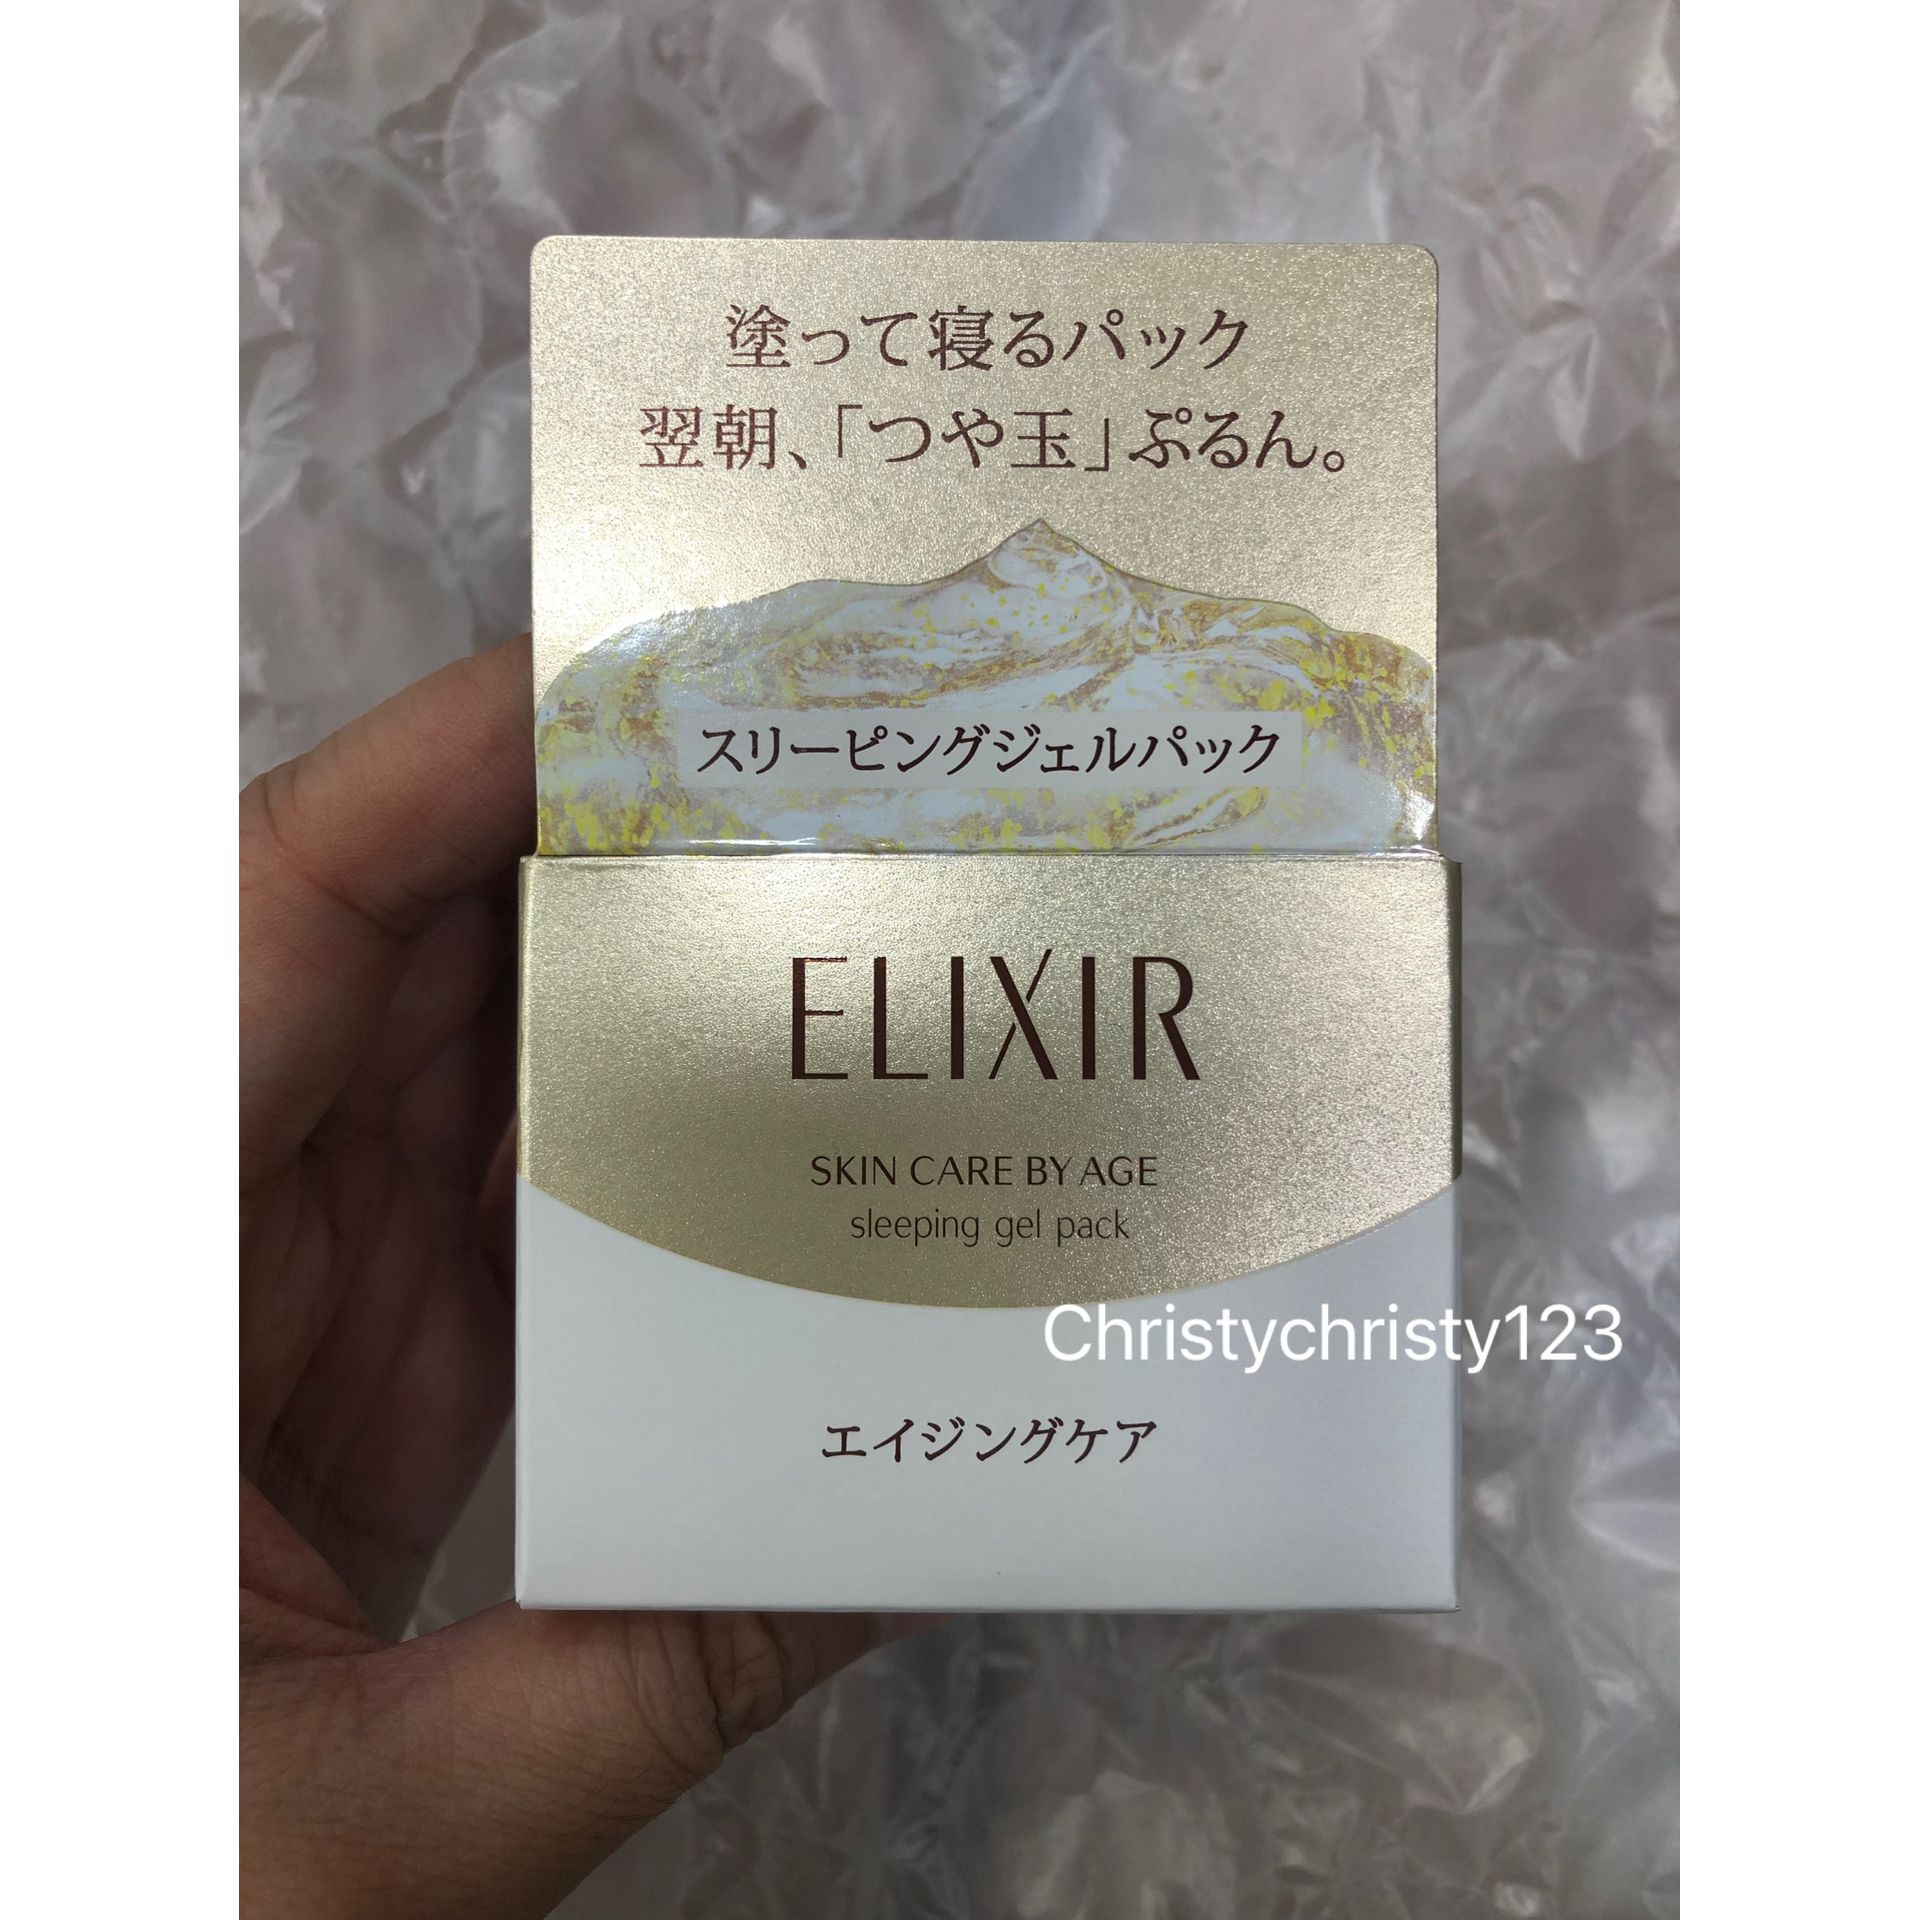 塗って寝るパック
翌朝、「つや玉」ぷるん。
スリーピングジェルパック
ELIXIR
SKIN CARE BY AGE
sleeping gel pack
Christychristy123
エイジングケア